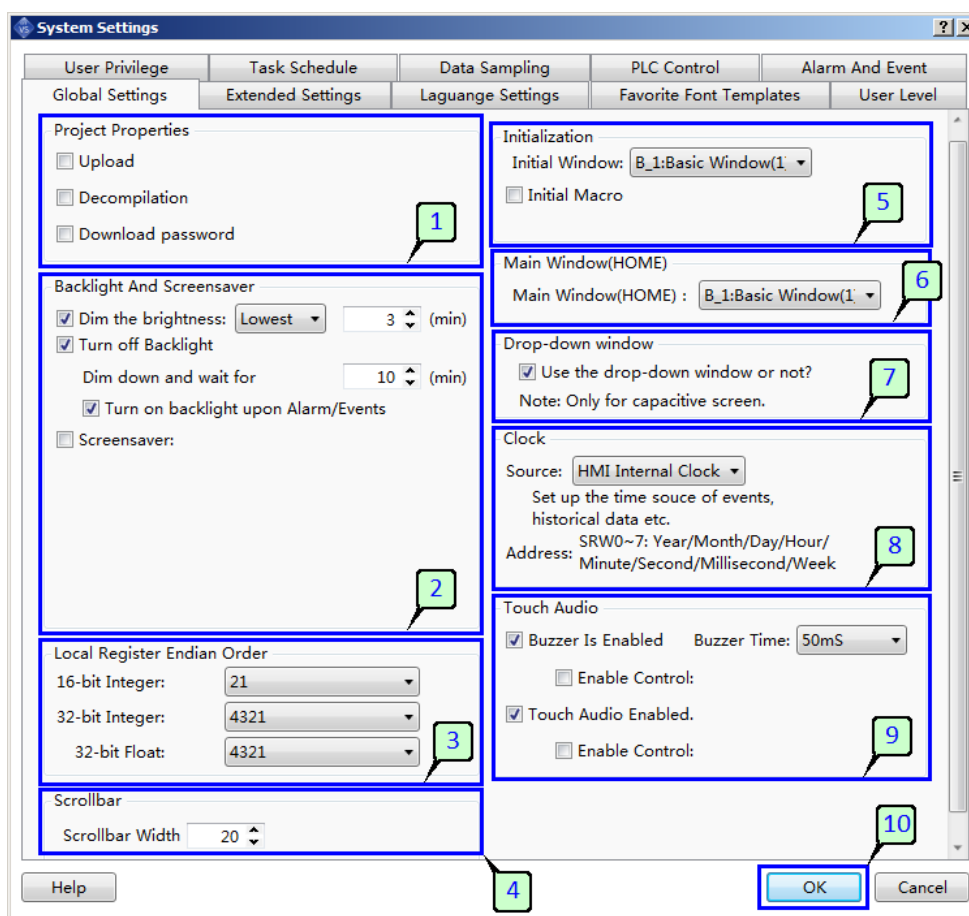 System Settings
User Privilege Task Schedule Data Sampling PLC Control Alarm And Event
Global Settings Extended Settings Laguange Settings Favorite Font Templates User Level
Project Properties
Upload
Decompilation
Download password
1
Backlight And Screensaver
Dim the brightness: Lowest 3 (min)
Turn off Backlight
Dim down and wait for 10 (min)
Turn on backlight upon Alarm/Events
Screensaver:
2
Local Register Endian Order
16-bit Integer: 21
32-bit Integer: 4321
32-bit Float: 4321
3
Scrollbar
Scrollbar Width 20
4
Initialization
Initial Window: B_1:Basic Window(1
Initial Macro
5
Main Window(HOME)
6
Main Window(HOME) : B_1:Basic Window(1
Drop-down window
Use the drop-down window or not?
7
Note: Only for capacitive screen.
Clock
Source: HMI Internal Clock
Set up the time souce of events,
historical data etc.
Address: SRW0~7: Year/Month/Day/Hour/
Minute/Second/Millisecond/Week
8
Touch Audio
Buzzer Is Enabled Buzzer Time: 50mS
Enable Control:
Touch Audio Enabled.
Enable Control:
9
10
Help OK Cancel